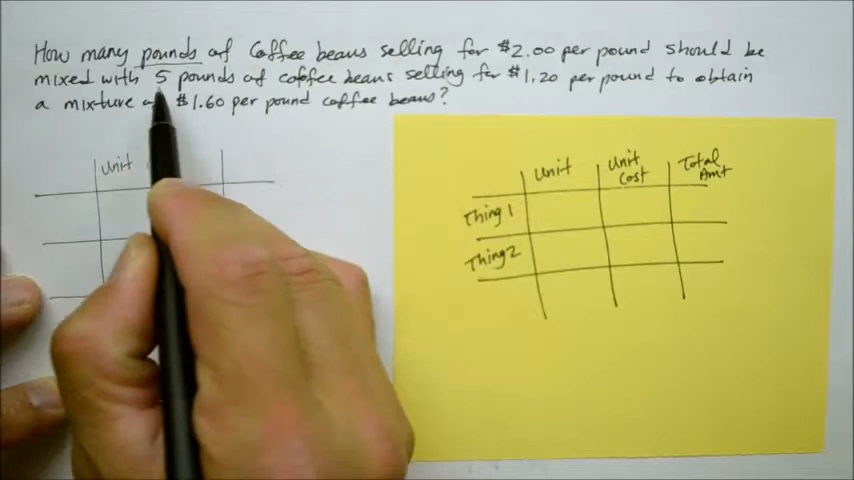 How many pounds of Coffee beans selling for $2.00 per pound should be
mixed with 5 pounds of coffee beans selling for $1.20 per pound to obtain
a mixture $1.60 per pound coffee beans?
Unit
Unit Unit Cost Total Amt
Thing 1
Thing 2